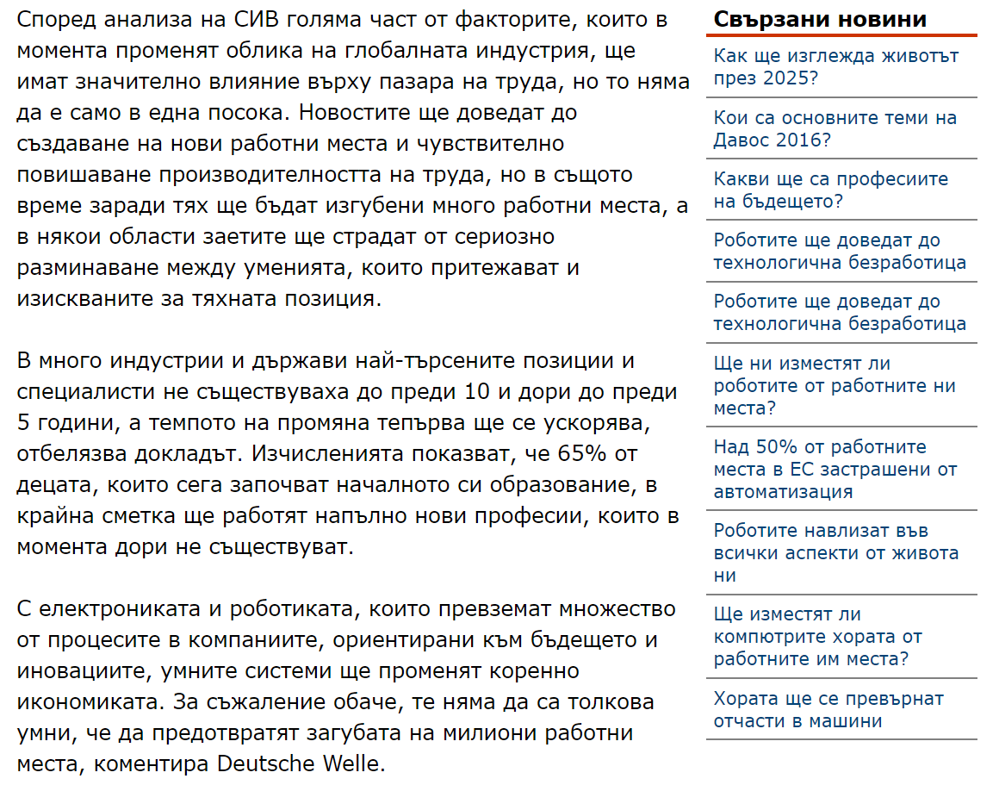 Според анализа на СИВ голяма част от факторите, които в
момента променят облика на глобалната индустрия, ще
имат значително влияние върху пазара на труда, но то няма
да е само в една посока. Новостите ще доведат до
създаване на нови работни места и чувствително
повишаване производителността на труда, но в същото
време заради тях ще бъдат изгубени много работни места, а
в някои области заетите ще страдат от сериозно
разминаване между уменията, които притежават и
изискваните за тяхната позиция.
В много индустрии и държави най-търсените позиции и
специалисти не съществуваха до преди 10 и дори до преди
5 години, а темпото на промяна тепърва ще се ускорява,
отбелязва докладът. Изчисленията показват, че 65% от
децата, които сега започват началното си образование, в
крайна сметка ще работят напълно нови професии, които в
момента дори не съществуват.
С електрониката и роботиката, които превземат множество
от процесите в компаниите, ориентирани към бъдещето и
иновациите, умните системи ще променят коренно
икономиката. За съжаление обаче, те няма да са толкова
умни, че да предотвратят загубата на милиони работни
места, коментира Deutsche Welle.
Свързани новини
Как ще изглежда животът
през 2025?
Кои са основните теми на
Давос 2016?
Какви ще са професиите
на бъдещето?
Роботите ще доведат до
технологична безработица
Роботите ще доведат до
технологична безработица
Ще ни изместят ли
роботите от работните ни
места?
Над 50% от работните
места в ЕС застрашени от
автоматизация
Роботите навлизат във
всички аспекти от живота
ни
Ще изместят ли
компютрите хората от
работните им места?
Хората ще се превърнат
отчасти в машини